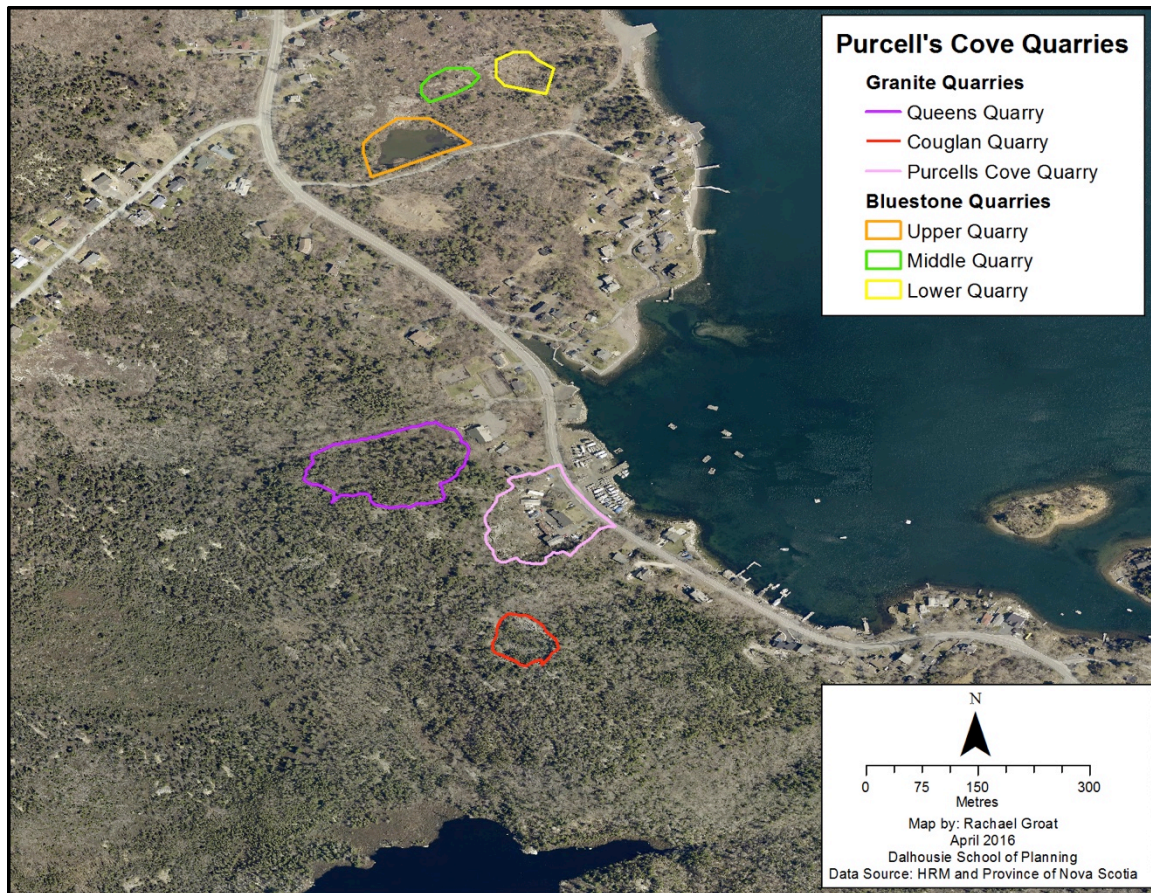 Purcell's Cove Quarries
Granite Quarries
Queens Quarry
Couglan Quarry
Purcells Cove Quarry
Bluestone Quarries
Upper Quarry
Middle Quarry
Lower Quarry
N
0 75 150 300
Metres
Map by: Rachael Groat
April 2016
Dalhousie School of Planning
Data Source: HRM and Province of Nova Scotia